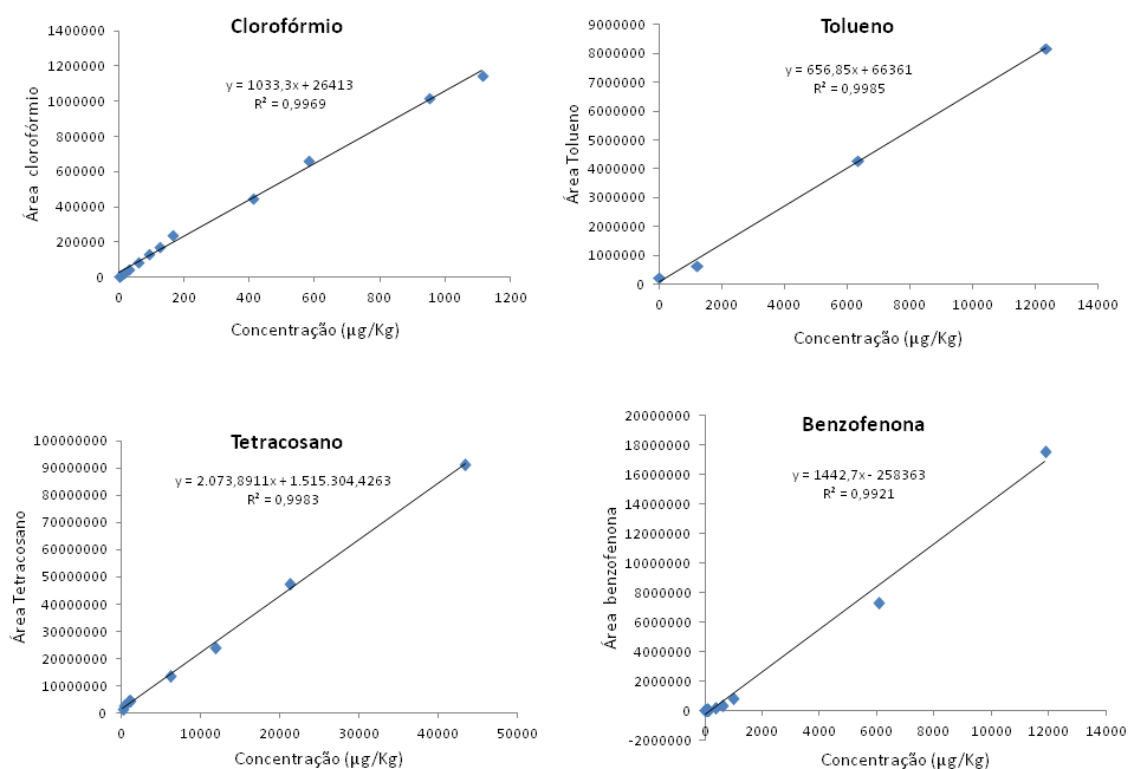 Clorofórmio
y = 1033,3x + 26413
R² = 0,9969
Área clorofórmio
1400000
1200000
1000000
800000
600000
400000
200000
0
0 200 400 600 800 1000 1200
Concentração (µg/Kg)
Tolueno
y = 656,85x + 66361
R² = 0,9985
Área Tolueno
9000000
8000000
7000000
6000000
5000000
4000000
3000000
2000000
1000000
0
0 2000 4000 6000 8000 10000 12000 14000
Concentração (µg/Kg)
Tetracosano
y = 2.073,8911x + 1.515.304,4263
R² = 0,9983
Área Tetracosano
100000000
90000000
80000000
70000000
60000000
50000000
40000000
30000000
20000000
10000000
0
0 10000 20000 30000 40000 50000
Concentração (µg/Kg)
Benzofenona
y = 1442,7x - 258363
R² = 0,9921
Área benzofenona
20000000
18000000
16000000
14000000
12000000
10000000
8000000
6000000
4000000
2000000
0
-2000000
0 2000 4000 6000 8000 10000 12000 14000
Concentração (µg/Kg)